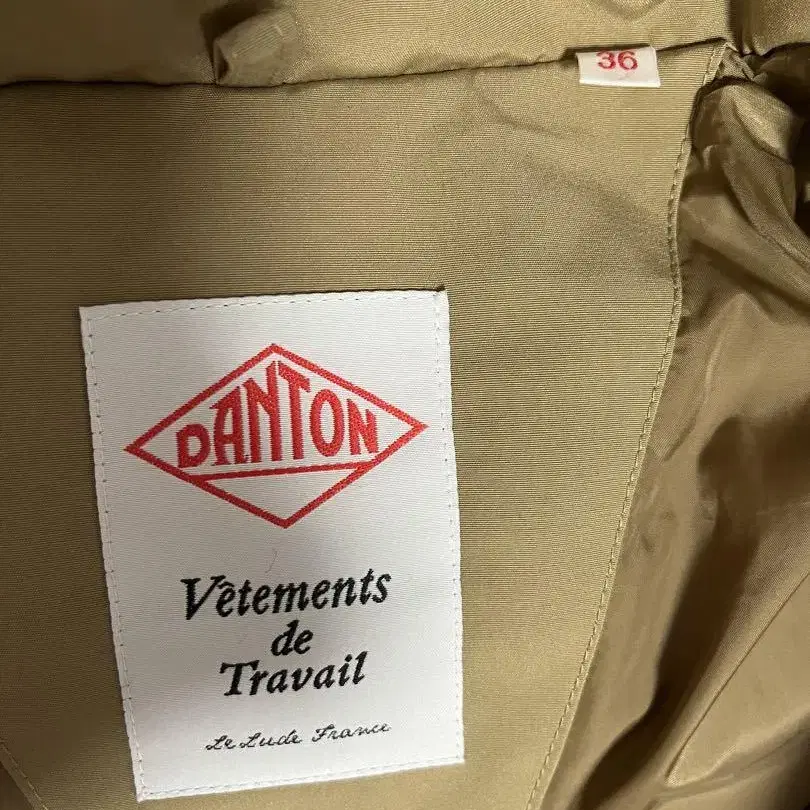 36
DANTON
Vêtements
de
Travail
Le Lude France